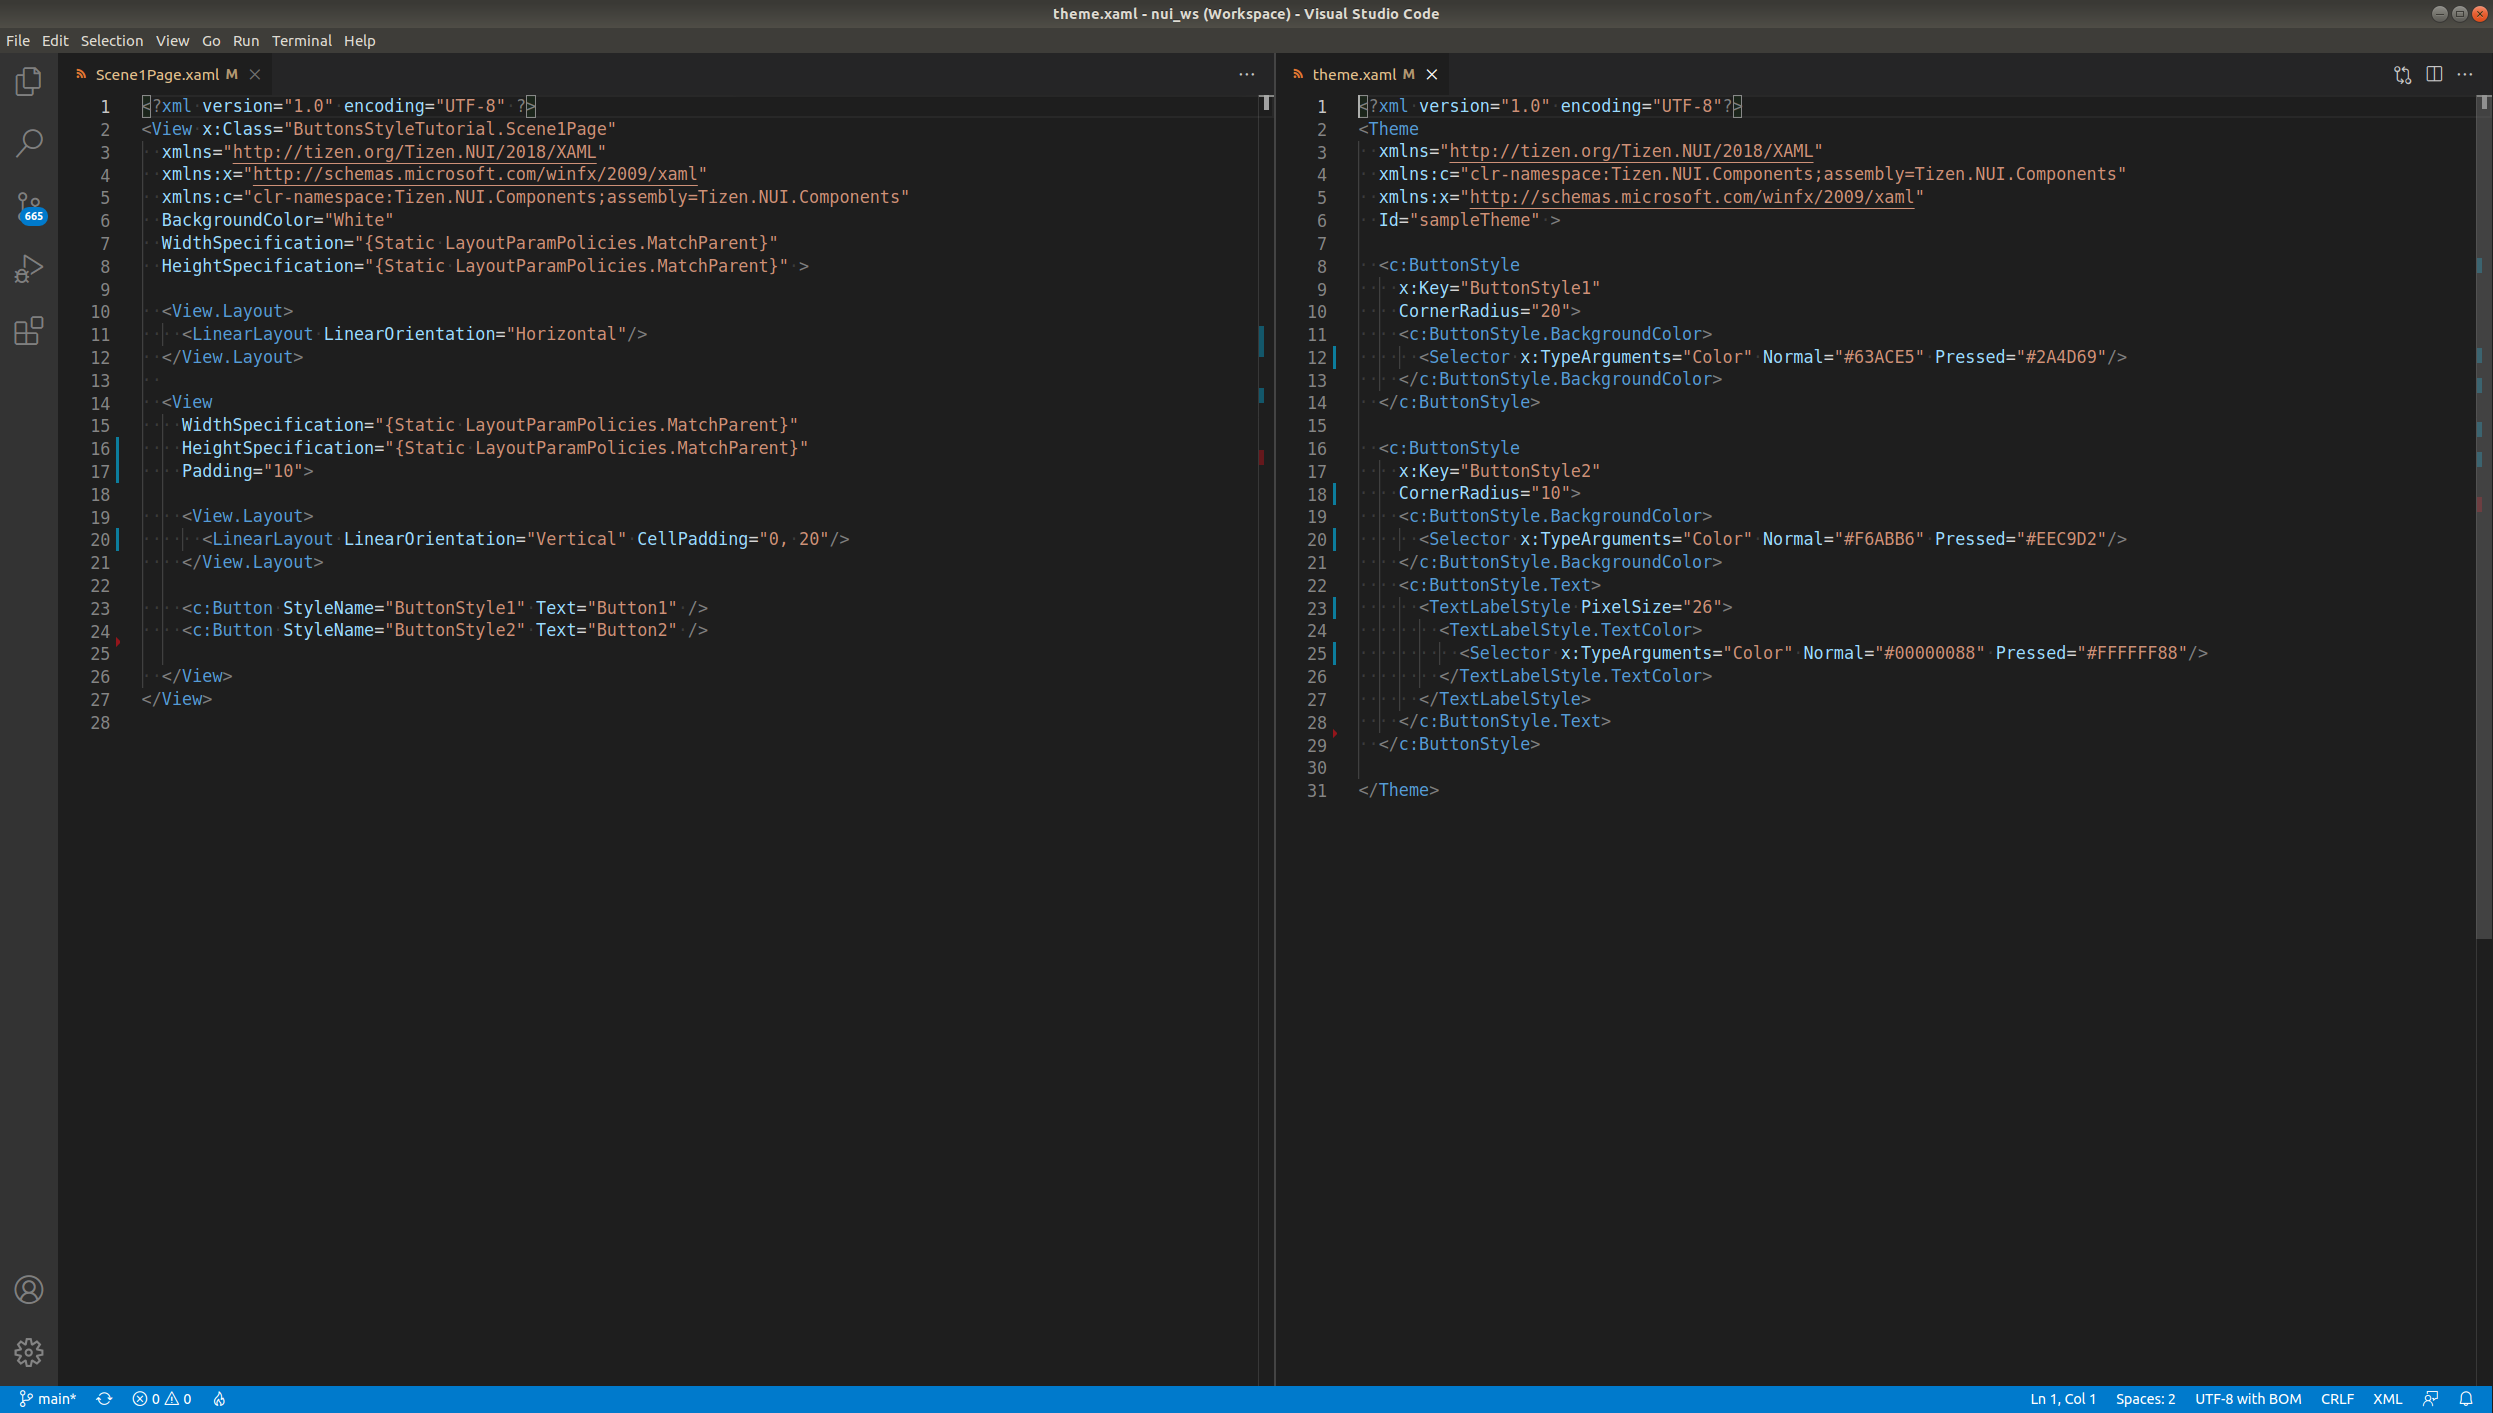 theme.xaml - nui_ws (Workspace) - Visual Studio Code
File Edit Selection View Go Run Terminal Help
665
Scene1Page.xaml M
1 <?xml version="1.0" encoding="UTF-8" ?>
2 <View x:Class="ButtonsStyleTutorial.Scene1Page"
3 xmlns="http://tizen.org/Tizen.NUI/2018/XAML"
4 xmlns:x="http://schemas.microsoft.com/winfx/2009/xaml"
5 xmlns:c="clr-namespace:Tizen.NUI.Components;assembly=Tizen.NUI.Components"
6 BackgroundColor="White"
7 WidthSpecification="{Static LayoutParamPolicies.MatchParent}"
8 HeightSpecification="{Static LayoutParamPolicies.MatchParent}" >
9
10 <View.Layout>
11 <LinearLayout LinearOrientation="Horizontal"/>
12 </View.Layout>
13
14 <View
15 WidthSpecification="{Static LayoutParamPolicies.MatchParent}"
16 HeightSpecification="{Static LayoutParamPolicies.MatchParent}"
17 Padding="10">
18
19 <View.Layout>
20 <LinearLayout LinearOrientation="Vertical" CellPadding="0, 20"/>
21 </View.Layout>
22
23 <c:Button StyleName="ButtonStyle1" Text="Button1" />
24 <c:Button StyleName="ButtonStyle2" Text="Button2" />
25
26 </View>
27 </View>
28
theme.xaml M
1 <?xml version="1.0" encoding="UTF-8"?>
2 <Theme
3 xmlns="http://tizen.org/Tizen.NUI/2018/XAML"
4 xmlns:c="clr-namespace:Tizen.NUI.Components;assembly=Tizen.NUI.Components"
5 xmlns:x="http://schemas.microsoft.com/winfx/2009/xaml"
6 Id="sampleTheme" >
7
8 <c:ButtonStyle
9 x:Key="ButtonStyle1"
10 CornerRadius="20">
11 <c:ButtonStyle.BackgroundColor>
12 <Selector x:TypeArguments="Color" Normal="#63ACE5" Pressed="#2A4D69"/>
13 </c:ButtonStyle.BackgroundColor>
14 </c:ButtonStyle>
15
16 <c:ButtonStyle
17 x:Key="ButtonStyle2"
18 CornerRadius="10">
19 <c:ButtonStyle.BackgroundColor>
20 <Selector x:TypeArguments="Color" Normal="#F6ABB6" Pressed="#EEC9D2"/>
21 </c:ButtonStyle.BackgroundColor>
22 <c:ButtonStyle.Text>
23 <TextLabelStyle PixelSize="26">
24 <TextLabelStyle.TextColor>
25 <Selector x:TypeArguments="Color" Normal="#00000088" Pressed="#FFFFFF88"/>
26 </TextLabelStyle.TextColor>
27 </TextLabelStyle>
28 </c:ButtonStyle.Text>
29 </c:ButtonStyle>
30
31 </Theme>
main* 0 0 Ln 1, Col 1 Spaces: 2 UTF-8 with BOM CRLF XML